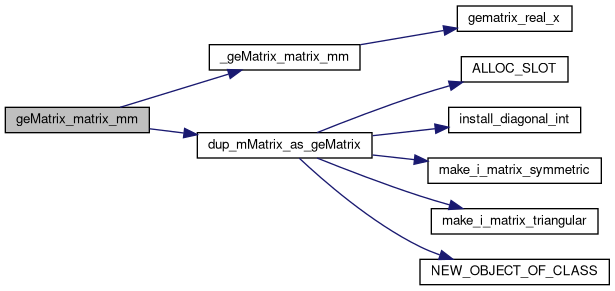 geMatrix_matrix_mm
_geMatrix_matrix_mm
gematrix_real_x
dup_mMatrix_as_geMatrix
ALLOC_SLOT
install_diagonal_int
make_i_matrix_symmetric
make_i_matrix_triangular
NEW_OBJECT_OF_CLASS